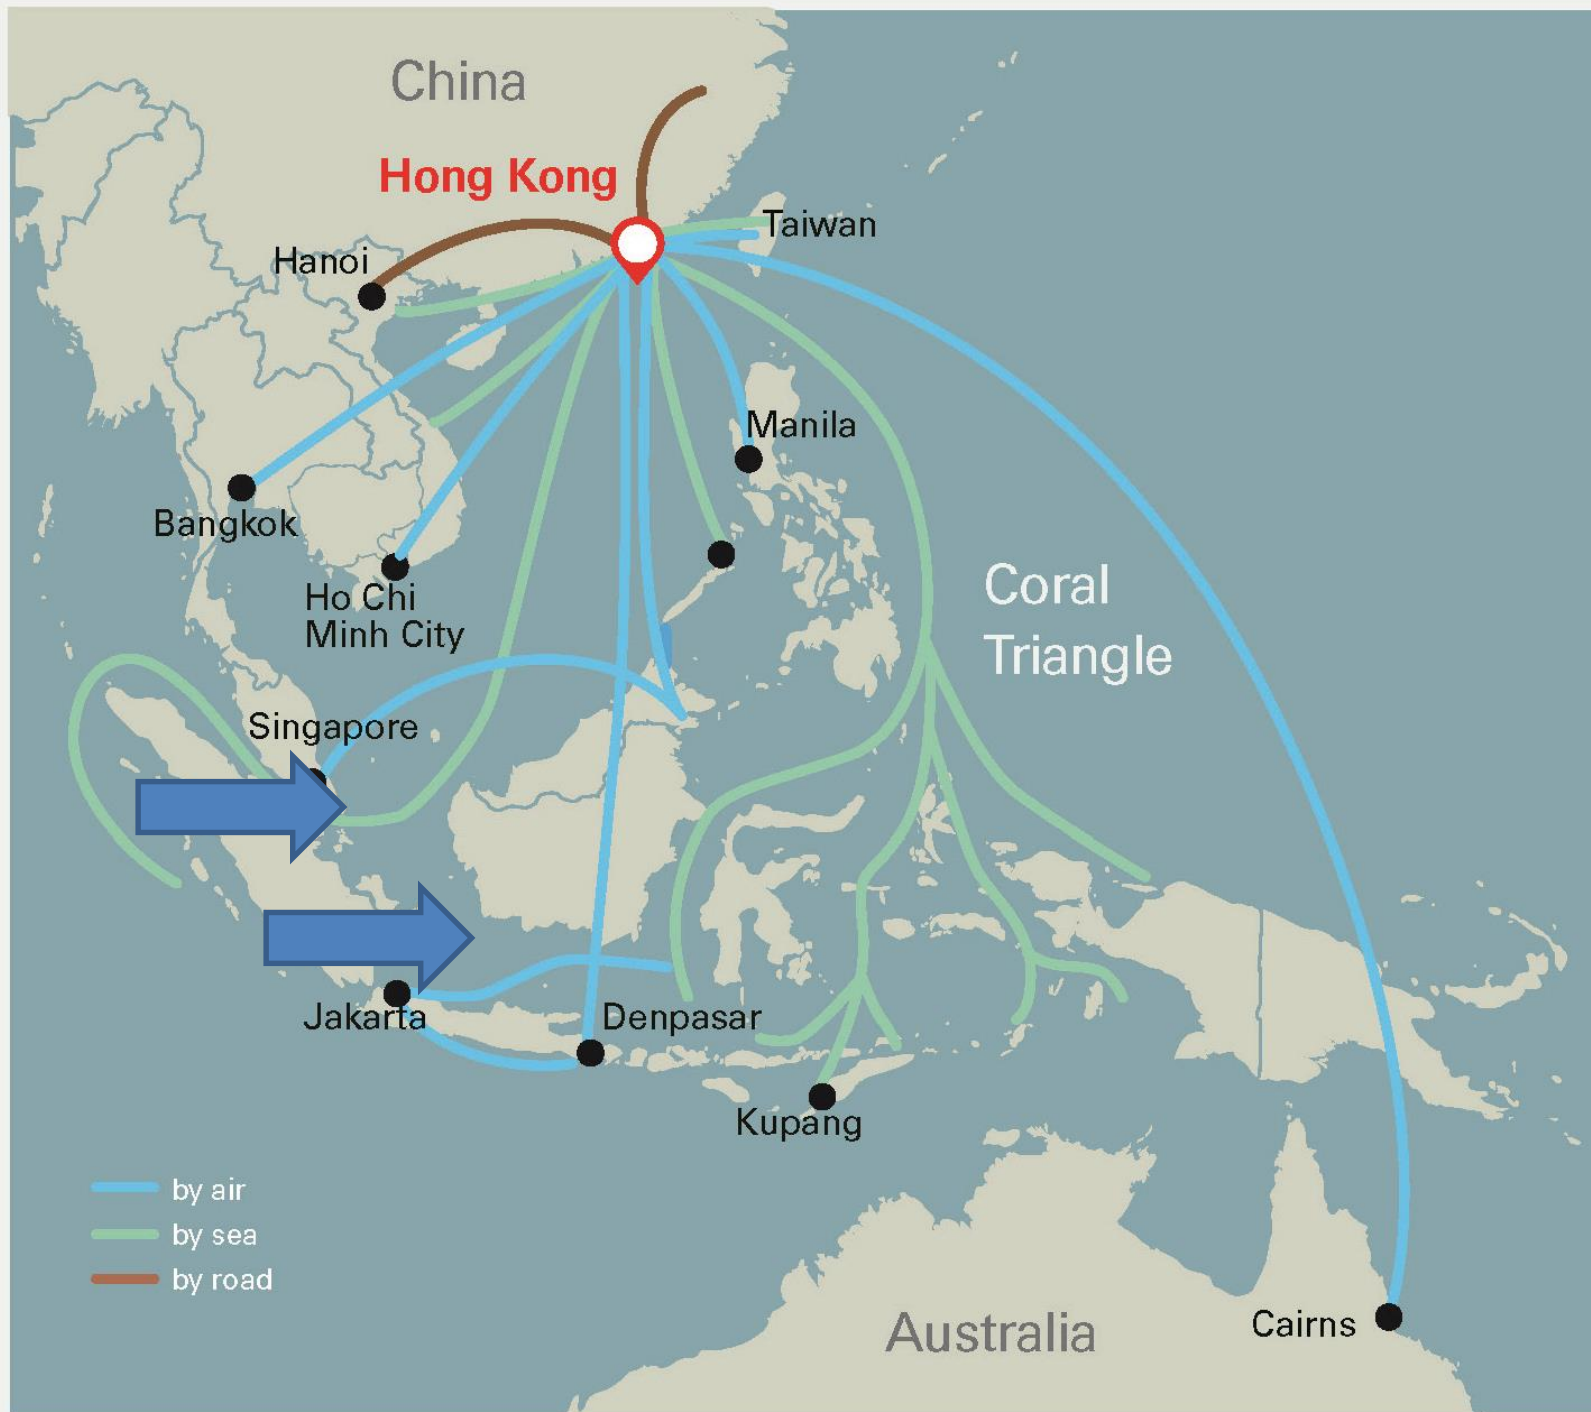 China
Hong Kong
Taiwan
Hanoi
Manila
Bangkok
Coral
Triangle
Ho Chi
Minh City
Singapore
Jakarta
Denpasar
Kupang
by air
by sea
by road
Australia
Cairns